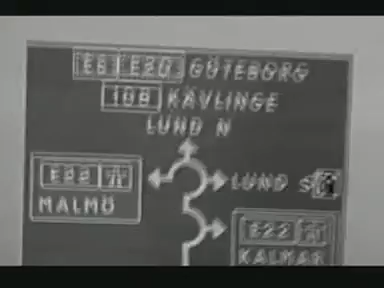 E6 E20 GÖTEBORG
108 KÄVLINGE
LUND N
E22
MALMÖ
LUND S
E22
KALMAR